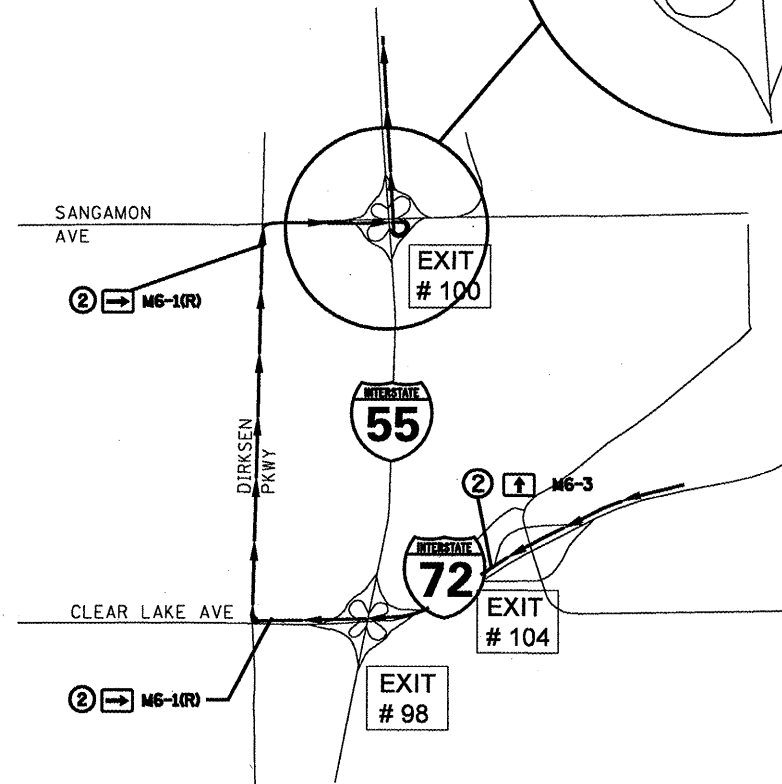 SANGAMON
AVE
EXIT
# 100
2 → M6-1(R)
INTERSTATE
55
DIRKSEN
PKWY
2 ↑ M6-3
INTERSTATE
72
CLEAR LAKE AVE
EXIT
# 104
EXIT
# 98
2 → M6-1(R)